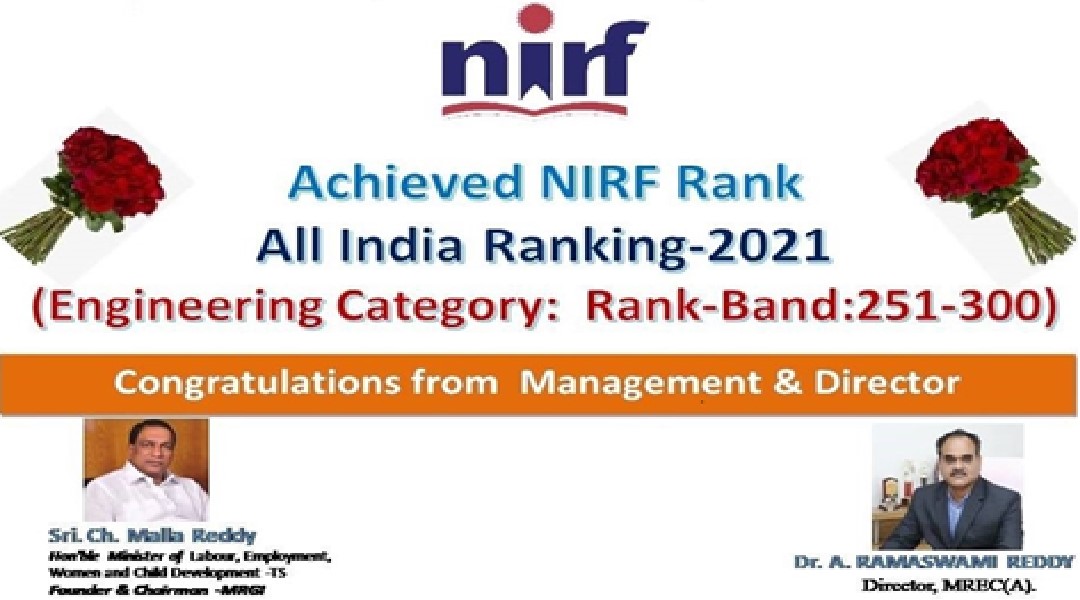 nirf
Achieved NIRF Rank
All India Ranking-2021
(Engineering Category: Rank-Band:251-300)
Congratulations from Management & Director
Sri. Ch. Malla Reddy
Hon'ble Minister of Labour, Employment,
Women and Child Development -TS
Founder & Chairman -MRGI
Dr. A. RAMASWAMI REDDY
Director, MREC(A).